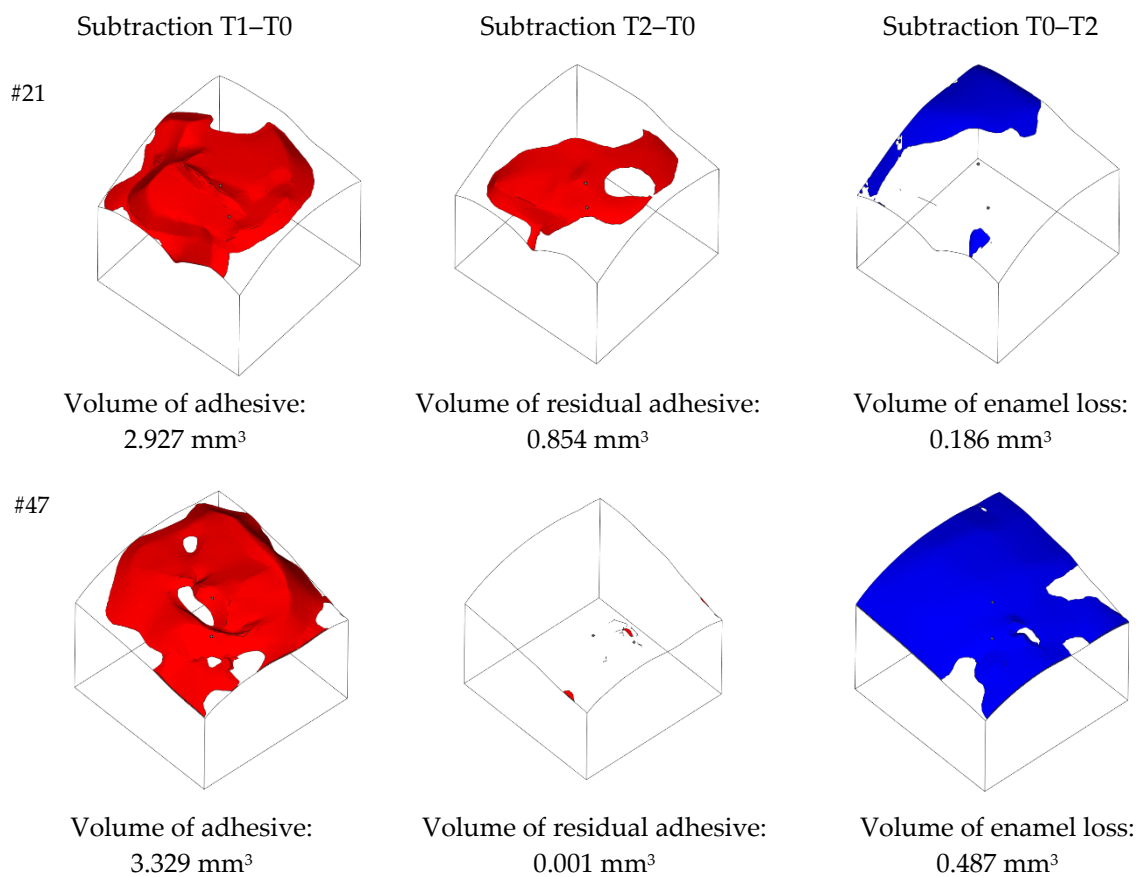 Subtraction T1–T0
Subtraction T2–T0
Subtraction T0–T2
#21
Volume of adhesive:
2.927 mm³
Volume of residual adhesive:
0.854 mm³
Volume of enamel loss:
0.186 mm³
#47
Volume of adhesive:
3.329 mm³
Volume of residual adhesive:
0.001 mm³
Volume of enamel loss:
0.487 mm³